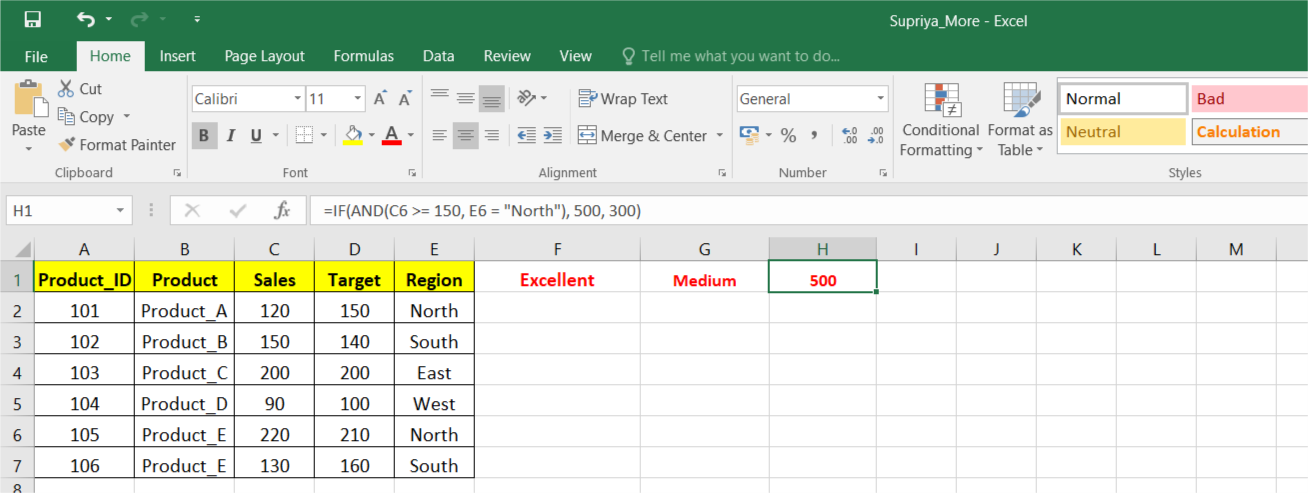 Supriya_More - Excel
File Home Insert Page Layout Formulas Data Review View Tell me what you want to do...
Cut
Copy
Format Painter
Paste
Clipboard
Calibri 11
B I U A
Font
Wrap Text
Merge & Center
Alignment
General
% ,
Number
Conditional Formatting
Format as Table
Normal Bad
Neutral Calculation
Styles
H1 fx =IF(AND(C6 >= 150, E6 = "North"), 500, 300)
A B C D E F G H I J K L M
1 Product_ID Product Sales Target Region Excellent Medium 500
2 101 Product_A 120 150 North
3 102 Product_B 150 140 South
4 103 Product_C 200 200 East
5 104 Product_D 90 100 West
6 105 Product_E 220 210 North
7 106 Product_E 130 160 South
8